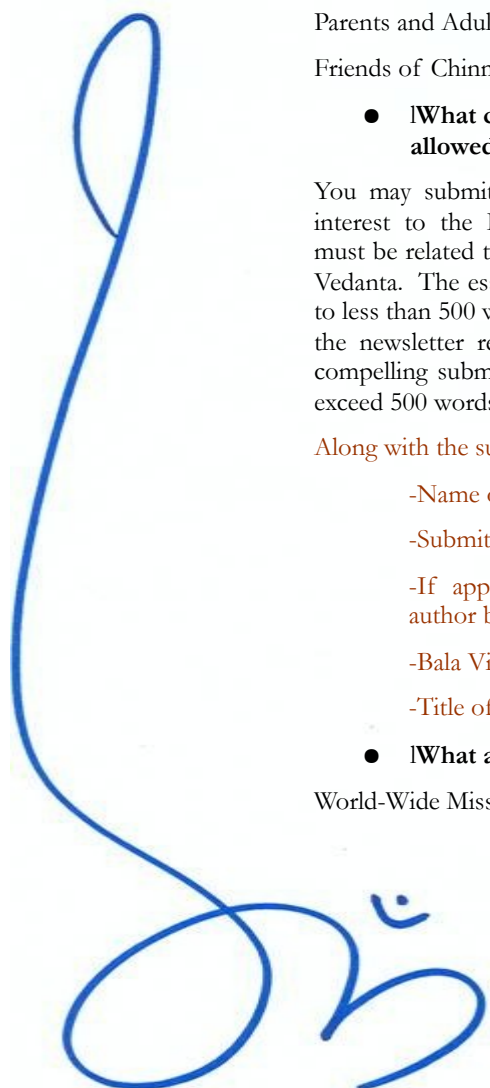 Parents and Adul
Friends of Chinn
● lWhat c
allowed
You may submit
interest to the
must be related t
Vedanta. The es
to less than 500 w
the newsletter re
compelling subm
exceed 500 words
Along with the su
-Name o
-Submit
-If app
author b
-Bala Vi
-Title of
● lWhat a
World-Wide Miss